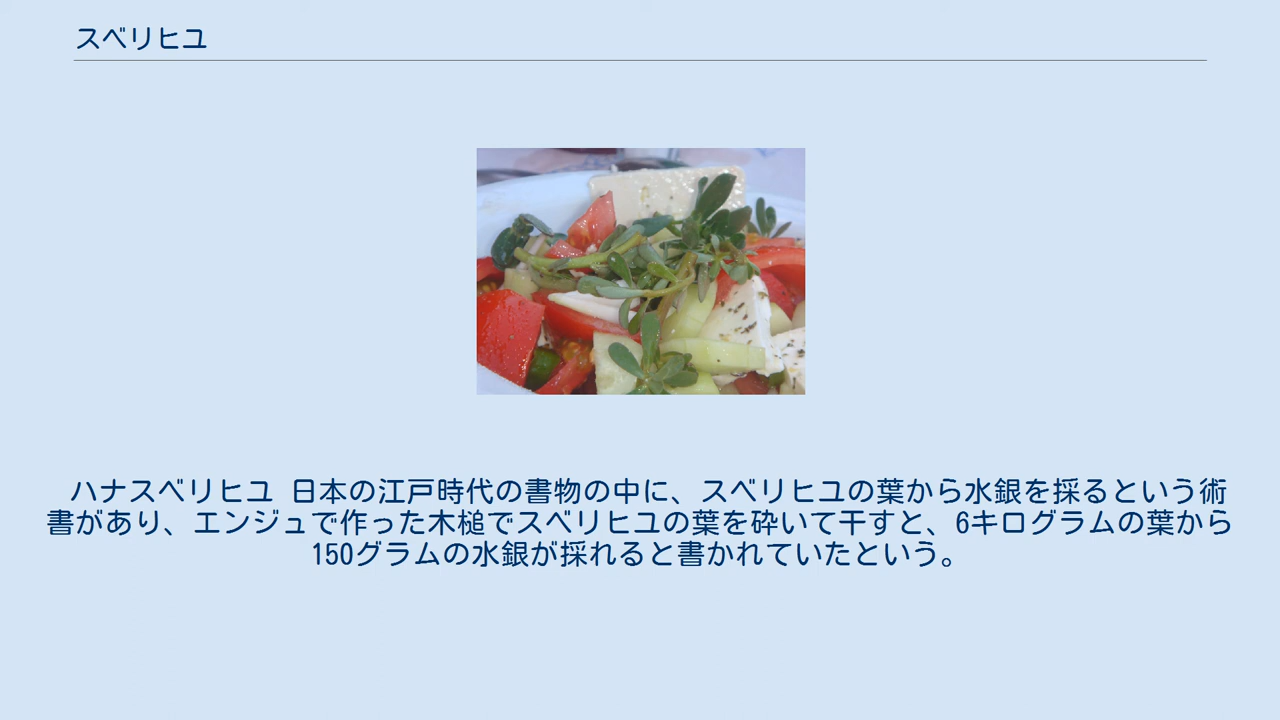 スベリヒユ
ハナスベリヒユ 日本の江戸時代の書物の中に、スベリヒユの葉から水銀を採るという術
書があり、エンジュで作った木槌でスベリヒユの葉を砕いて干すと、6キログラムの葉から
150グラムの水銀が採れると書かれていたという。